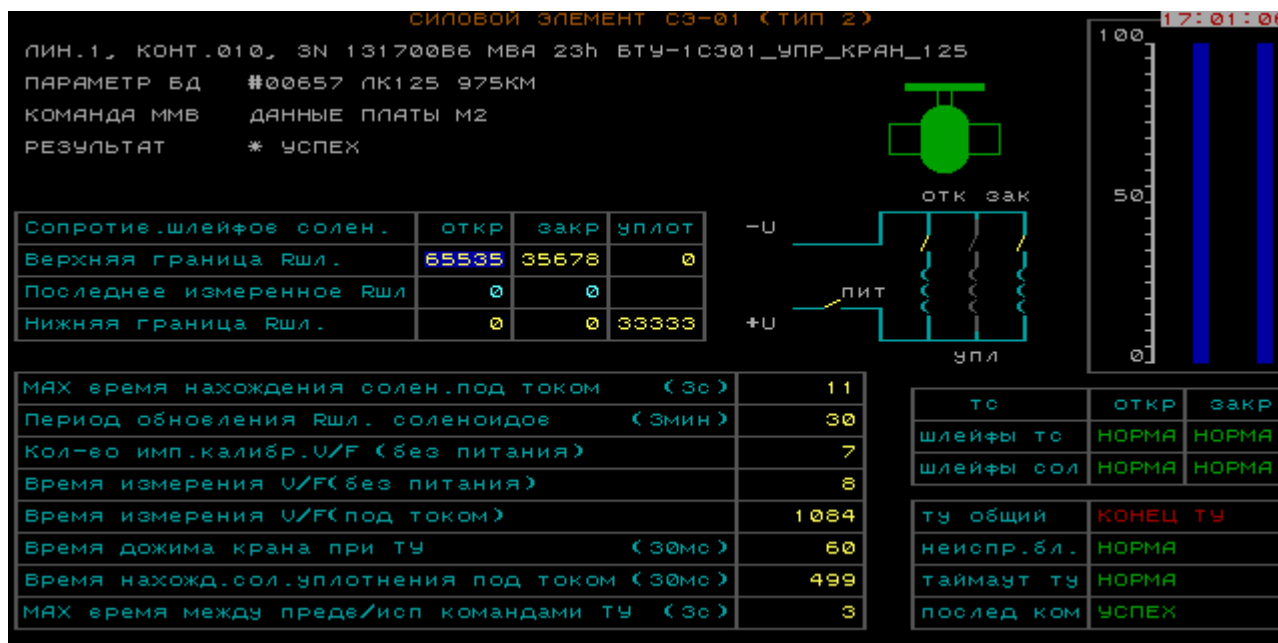 СИЛОВОЙ ЭЛЕМЕНТ СЭ-01 (ТИП 2)
17:01:06
ЛИН.1, КОНТ.010, ЗN 131700В6 МВА 23h БТУ-1СЭ01_УПР_КРАН_125
ПАРАМЕТР БД #00657 ЛК125 975КМ
КОМАНДА ММВ ДАННЫЕ ПЛАТЫ М2
РЕЗУЛЬТАТ * УСПЕХ
100
50
0
отк зак
-U
пит
+U
упл
Сопротив.шлейфов солен. откр закр уплот
Верхняя граница Rшл. 65535 35678 0
Последнее измеренное Rшл 0 0
Нижняя граница Rшл. 0 0 33333
МАХ время нахождения солен.под током (3с) 11
Период обновления Rшл. соленоидов (3мин) 30
Кол-во имп.калибр.V/F (без питания) 7
Время измерения V/F(без питания) 8
Время измерения V/F(под током) 1084
Время дожима крана при ТУ (30мс) 60
Время нахожд.сол.уплотнения под током (30мс) 499
МАХ время между предв/исп командами ТУ (3с) 3
тс откр закр
шлейфы тс НОРМА НОРМА
шлейфы сол НОРМА НОРМА
ту общий КОНЕЦ ТУ
неиспр.бл. НОРМА
таймаут ту НОРМА
послед ком УСПЕХ